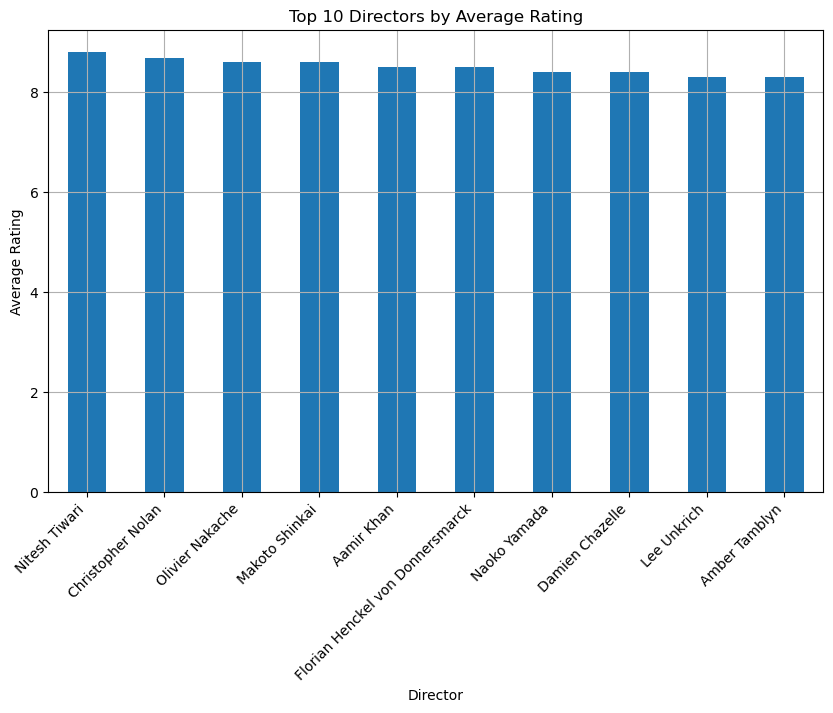 Top 10 Directors by Average Rating
Average Rating
8
6
4
2
0
Nitesh Tiwari
Christopher Nolan
Olivier Nakache
Makoto Shinkai
Aamir Khan
Florian Henckel von Donnersmarck
Naoko Yamada
Damien Chazelle
Lee Unkrich
Amber Tamblyn
Director